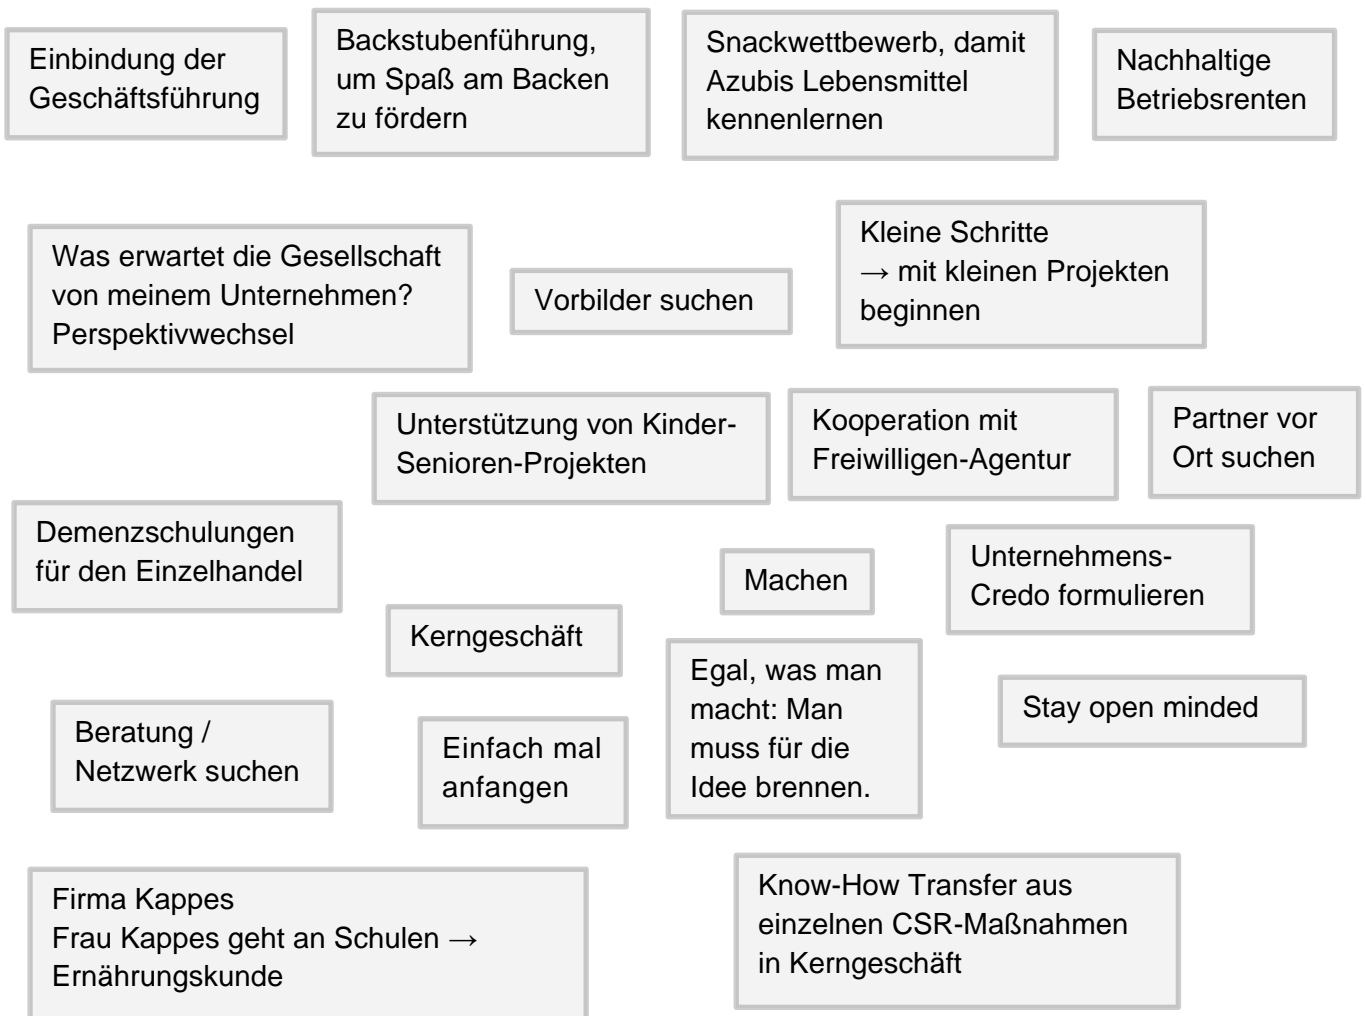 Einbindung der
Geschäftsführung
Backstubenführung,
um Spaß am Backen
zu fördern
Snackwettbewerb, damit
Azubis Lebensmittel
kennenlernen
Nachhaltige
Betriebsrenten
Was erwartet die Gesellschaft
von meinem Unternehmen?
Perspektivwechsel
Vorbilder suchen
Kleine Schritte
→ mit kleinen Projekten
beginnen
Unterstützung von Kinder-
Senioren-Projekten
Kooperation mit
Freiwilligen-Agentur
Partner vor
Ort suchen
Demenzschulungen
für den Einzelhandel
Machen
Unternehmens-
Credo formulieren
Kerngeschäft
Egal, was man
macht: Man
muss für die
Idee brennen.
Stay open minded
Beratung /
Netzwerk suchen
Einfach mal
anfangen
Firma Kappes
Frau Kappes geht an Schulen →
Ernährungskunde
Know-How Transfer aus
einzelnen CSR-Maßnahmen
in Kerngeschäft